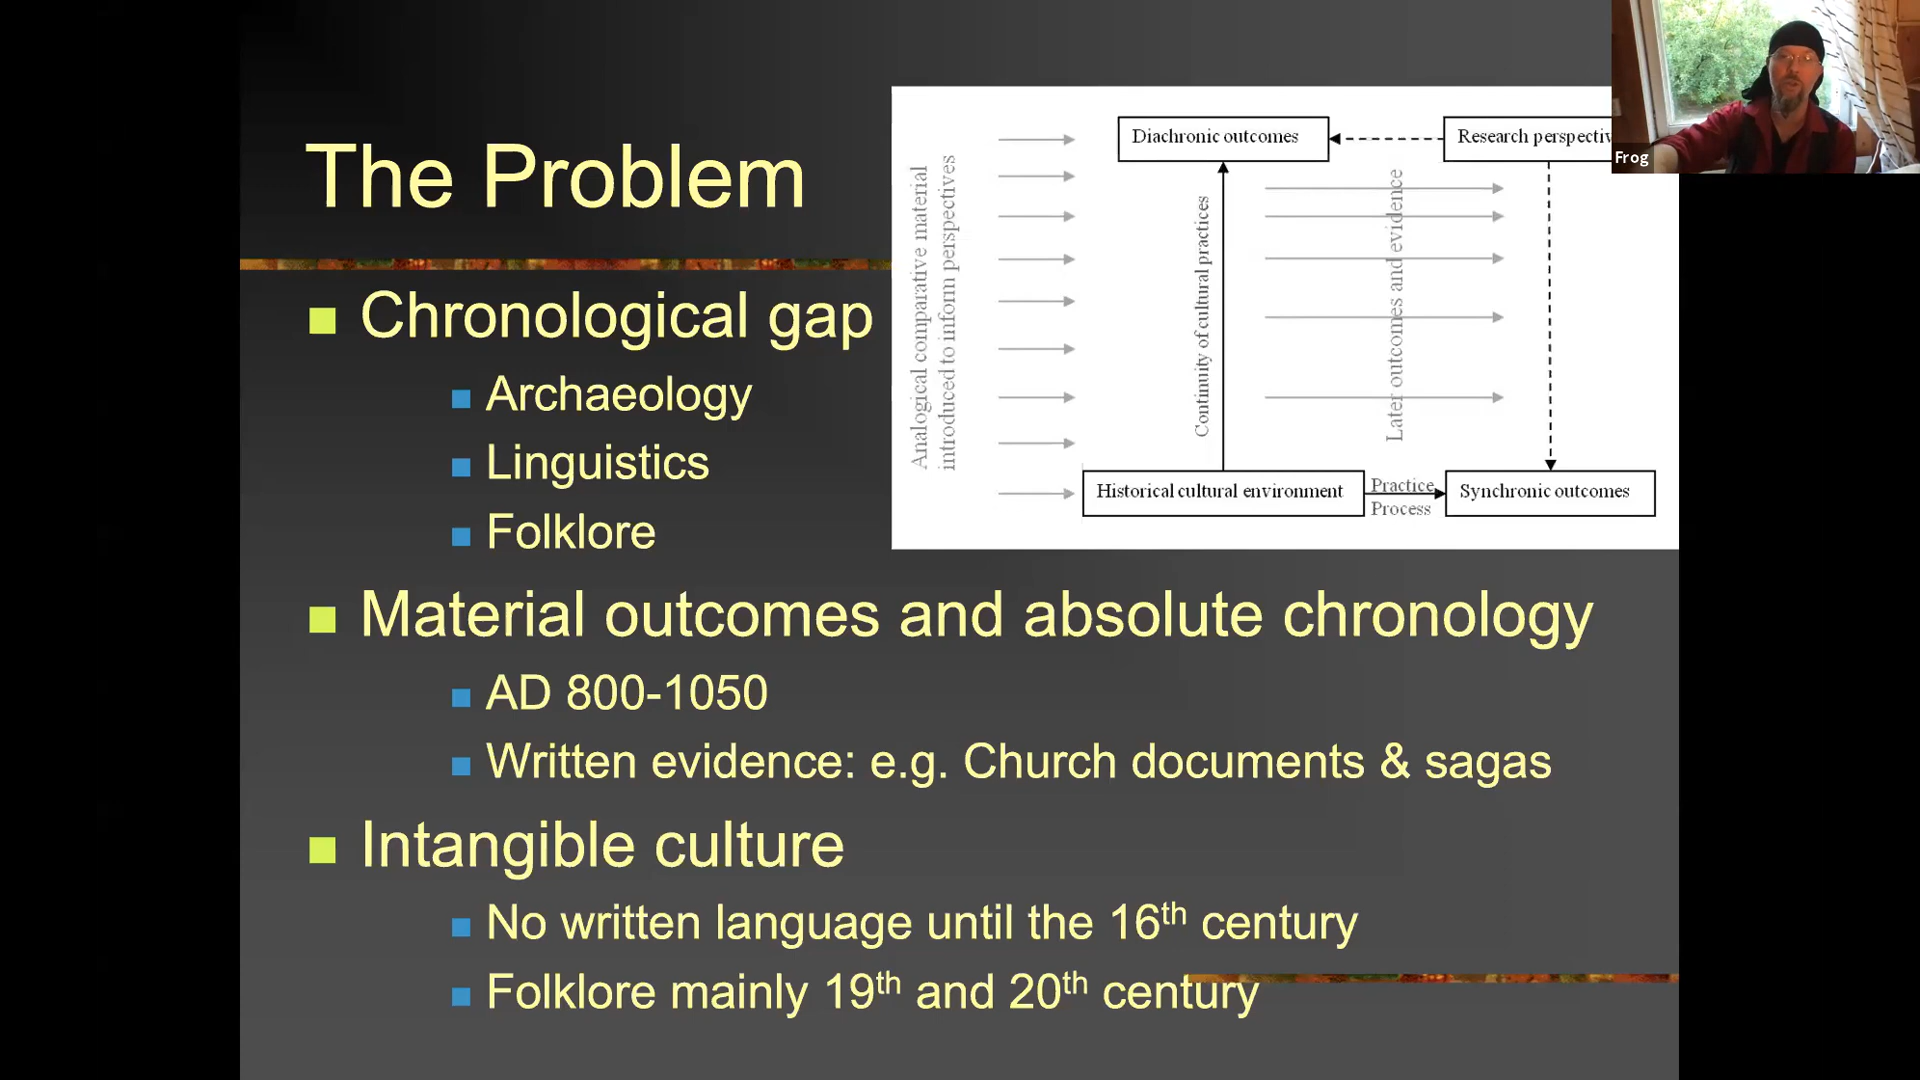 The Problem
Chronological gap
Archaeology
Linguistics
Folklore
Material outcomes and absolute chronology
AD 800-1050
Written evidence: e.g. Church documents & sagas
Intangible culture
No written language until the 16th century
Folklore mainly 19th and 20th century
Analogical comparative material
introduced to inform perspectives
Diachronic outcomes
Continuity of cultural practices
Later outcomes and evidence
Historical cultural environment
Practice
Process
Synchronic outcomes
Research perspectiv
Frog